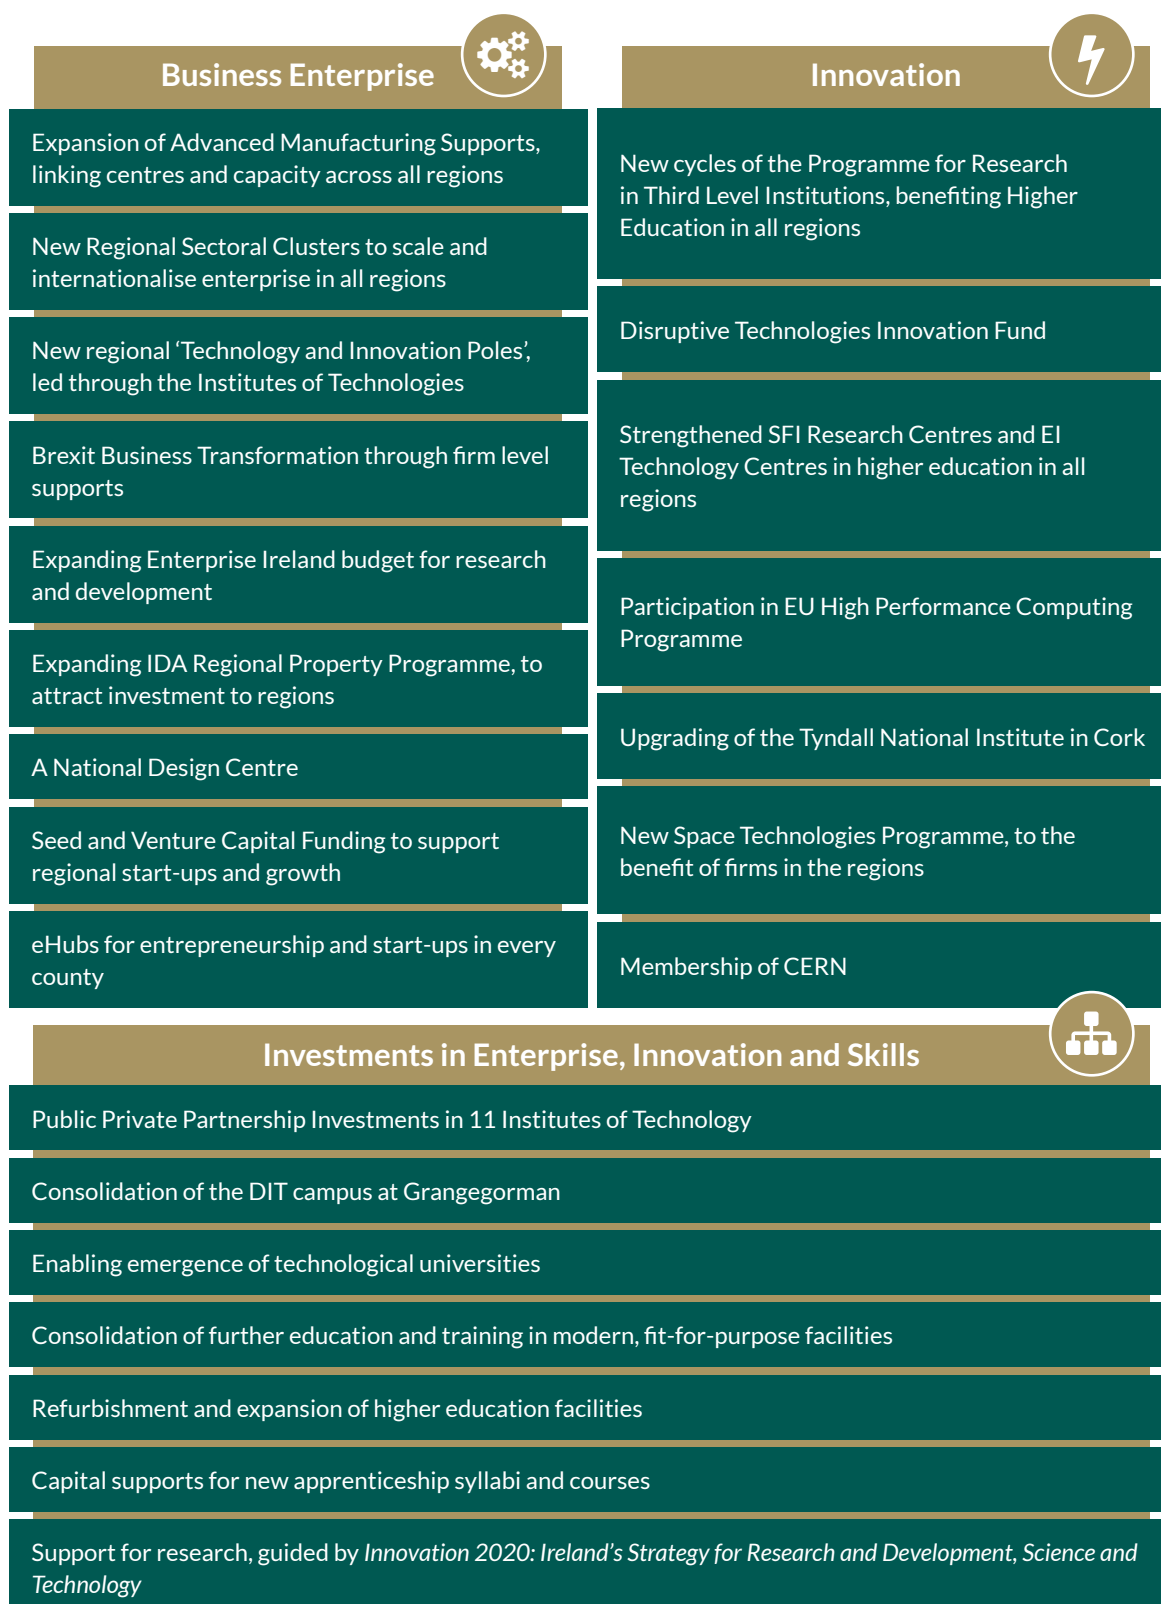 Business Enterprise
Expansion of Advanced Manufacturing Supports,
linking centres and capacity across all regions
New Regional Sectoral Clusters to scale and
internationalise enterprise in all regions
New regional ‘Technology and Innovation Poles’,
led through the Institutes of Technologies
Brexit Business Transformation through firm level
supports
Expanding Enterprise Ireland budget for research
and development
Expanding IDA Regional Property Programme, to
attract investment to regions
A National Design Centre
Seed and Venture Capital Funding to support
regional start-ups and growth
eHubs for entrepreneurship and start-ups in every
county
Innovation
New cycles of the Programme for Research
in Third Level Institutions, benefiting Higher
Education in all regions
Disruptive Technologies Innovation Fund
Strengthened SFI Research Centres and EI
Technology Centres in higher education in all
regions
Participation in EU High Performance Computing
Programme
Upgrading of the Tyndall National Institute in Cork
New Space Technologies Programme, to the
benefit of firms in the regions
Membership of CERN
Investments in Enterprise, Innovation and Skills
Public Private Partnership Investments in 11 Institutes of Technology
Consolidation of the DIT campus at Grangegorman
Enabling emergence of technological universities
Consolidation of further education and training in modern, fit-for-purpose facilities
Refurbishment and expansion of higher education facilities
Capital supports for new apprenticeship syllabi and courses
Support for research, guided by Innovation 2020: Ireland’s Strategy for Research and Development, Science and
Technology